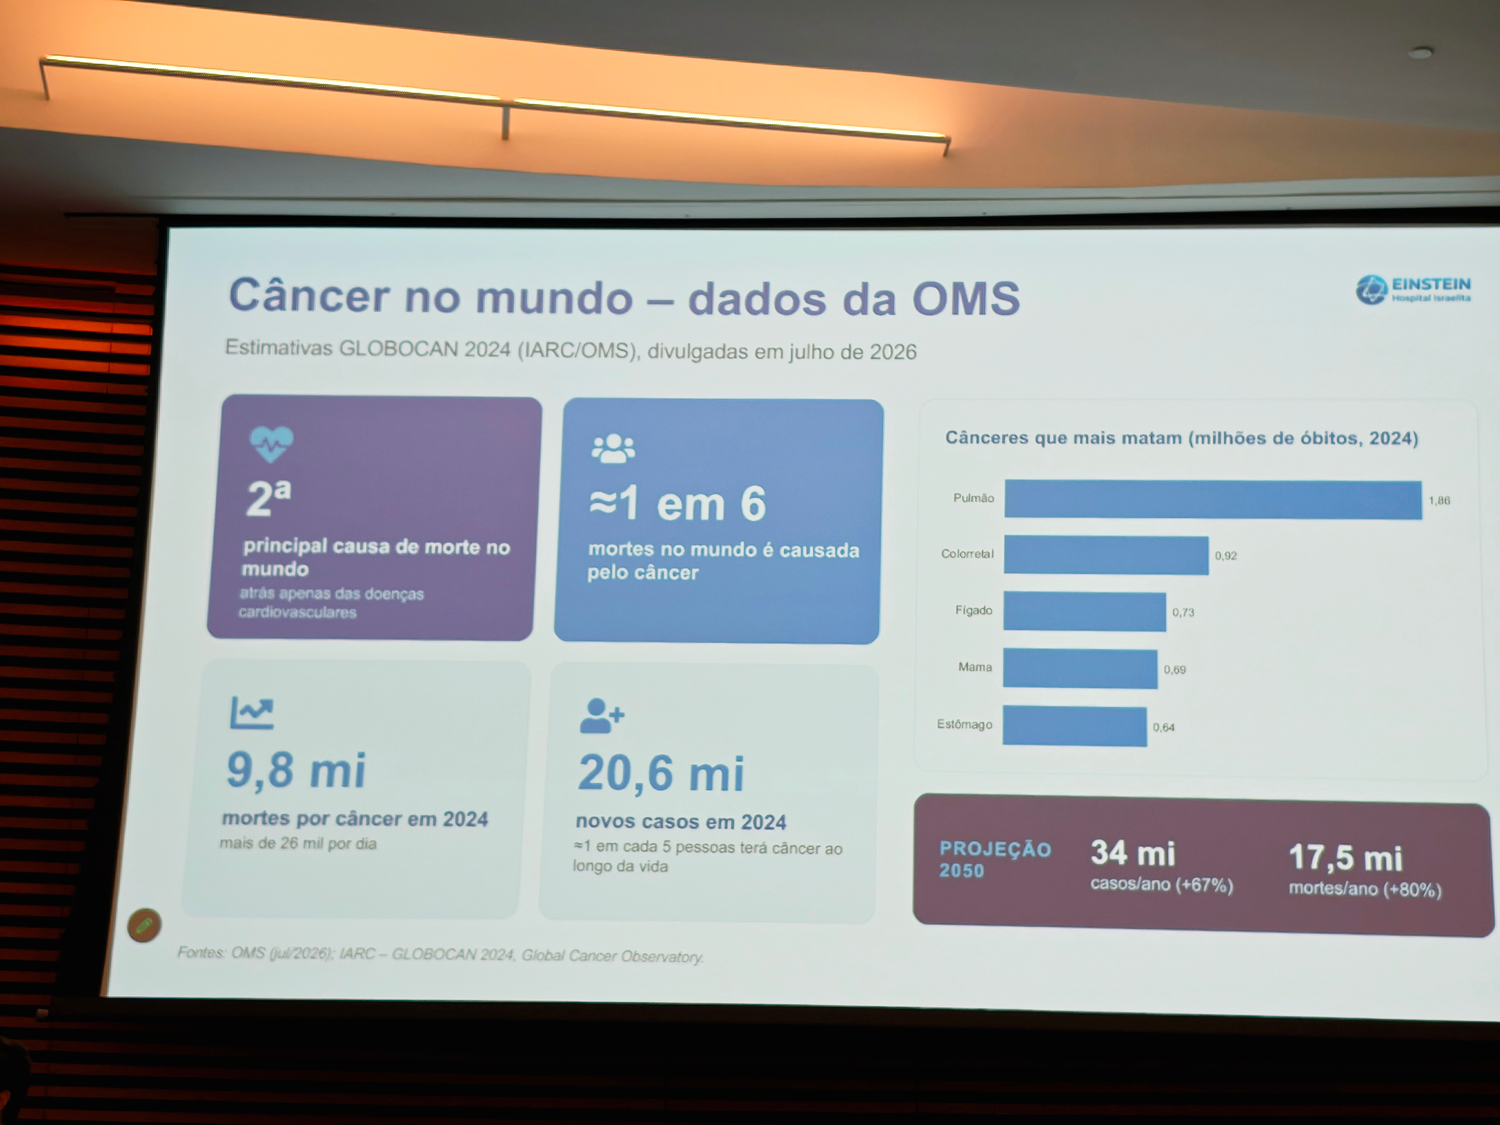 Câncer no mundo – dados da OMS
EINSTEIN
Hospital Israelita
Estimativas GLOBOCAN 2024 (IARC/OMS), divulgadas em julho de 2026
2ª
principal causa de morte no
mundo
atrás apenas das doenças
cardiovasculares
≈1 em 6
mortes no mundo é causada
pelo câncer
9,8 mi
mortes por câncer em 2024
mais de 26 mil por dia
20,6 mi
novos casos em 2024
≈1 em cada 5 pessoas terá câncer ao
longo da vida
Cânceres que mais matam (milhões de óbitos, 2024)
Pulmão 1,86
Colorretal 0,92
Fígado 0,73
Mama 0,69
Estômago 0,64
PROJEÇÃO
2050
34 mi
casos/ano (+67%)
17,5 mi
mortes/ano (+80%)
Fontes: OMS (jul/2026); IARC – GLOBOCAN 2024, Global Cancer Observatory.